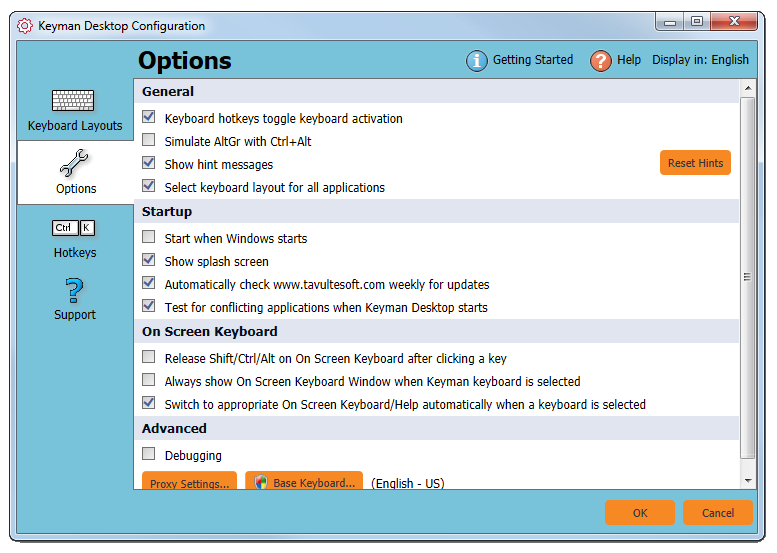 Keyman Desktop Configuration
Options
Getting Started
Help
Display in: English
Keyboard Layouts
Options
Ctrl K
Hotkeys
Support
General
Keyboard hotkeys toggle keyboard activation
Simulate AltGr with Ctrl+Alt
Show hint messages
Reset Hints
Select keyboard layout for all applications
Startup
Start when Windows starts
Show splash screen
Automatically check www.tavultesoft.com weekly for updates
Test for conflicting applications when Keyman Desktop starts
On Screen Keyboard
Release Shift/Ctrl/Alt on On Screen Keyboard after clicking a key
Always show On Screen Keyboard Window when Keyman keyboard is selected
Switch to appropriate On Screen Keyboard/Help automatically when a keyboard is selected
Advanced
Debugging
Proxy Settings... Base Keyboard... (English - US)
OK Cancel